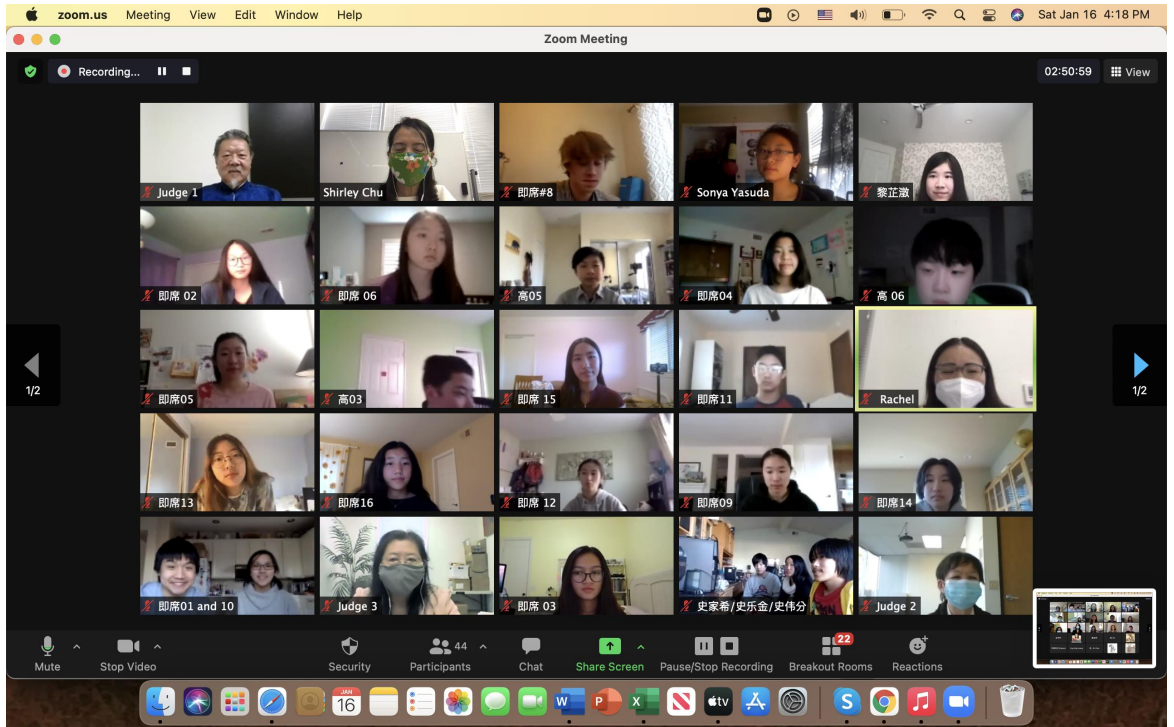 zoom.us Meeting View Edit Window Help Sat Jan 16 4:18 PM
Zoom Meeting
Recording... 02:50:59 View
Judge 1 Shirley Chu 即席#8 Sonya Yasuda 黎芷澂
即席 02 即席 06 高05 即席04 高 06
1/2 1/2
即席05 高03 即席 15 即席11 Rachel
即席13 即席16 即席 12 即席09 即席14
即席01 and 10 Judge 3 即席 03 史家希/史乐金/史伟分 Judge 2
44 22
Mute Stop Video Security Participants Chat Share Screen Pause/Stop Recording Breakout Rooms Reactions
JAN
16 W P X tv S